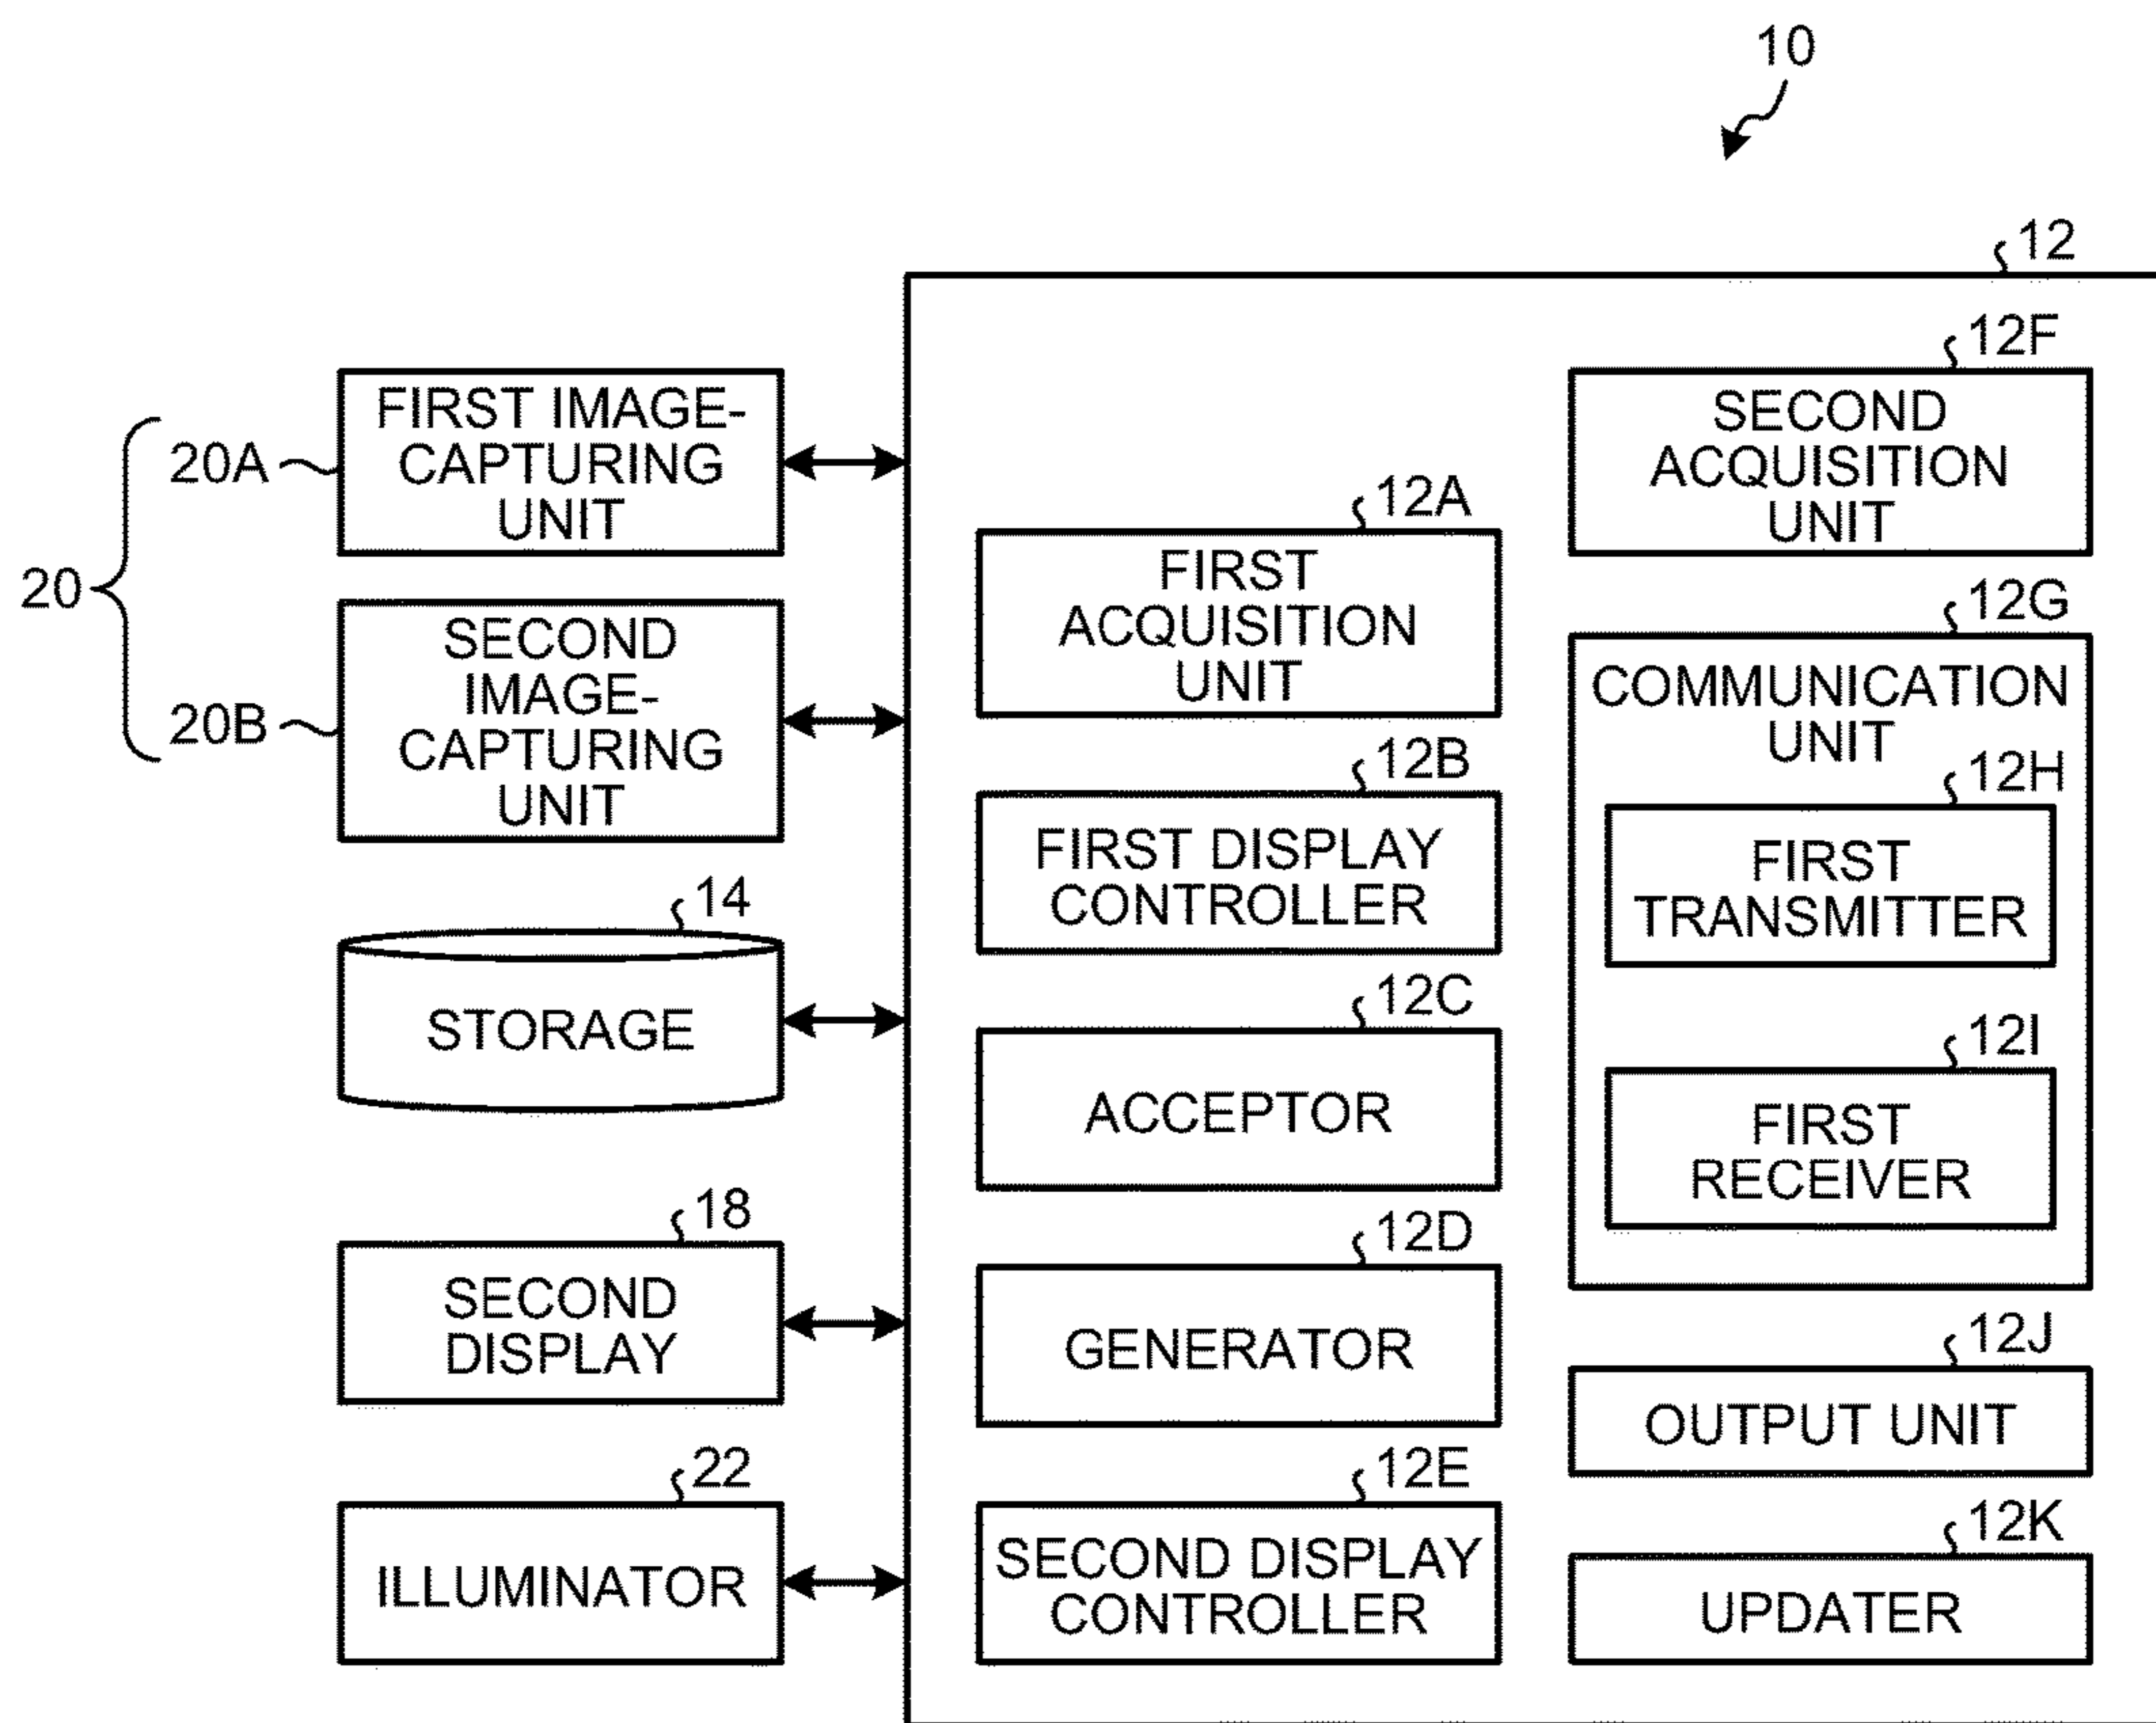 10
12
20
20A
FIRST IMAGE-
CAPTURING
UNIT
20B
SECOND
IMAGE-
CAPTURING
UNIT
14
STORAGE
18
SECOND
DISPLAY
22
ILLUMINATOR
12A
FIRST
ACQUISITION
UNIT
12B
FIRST DISPLAY
CONTROLLER
12C
ACCEPTOR
12D
GENERATOR
12E
SECOND DISPLAY
CONTROLLER
12F
SECOND
ACQUISITION
UNIT
12G
COMMUNICATION
UNIT
12H
FIRST
TRANSMITTER
12I
FIRST
RECEIVER
12J
OUTPUT UNIT
12K
UPDATER